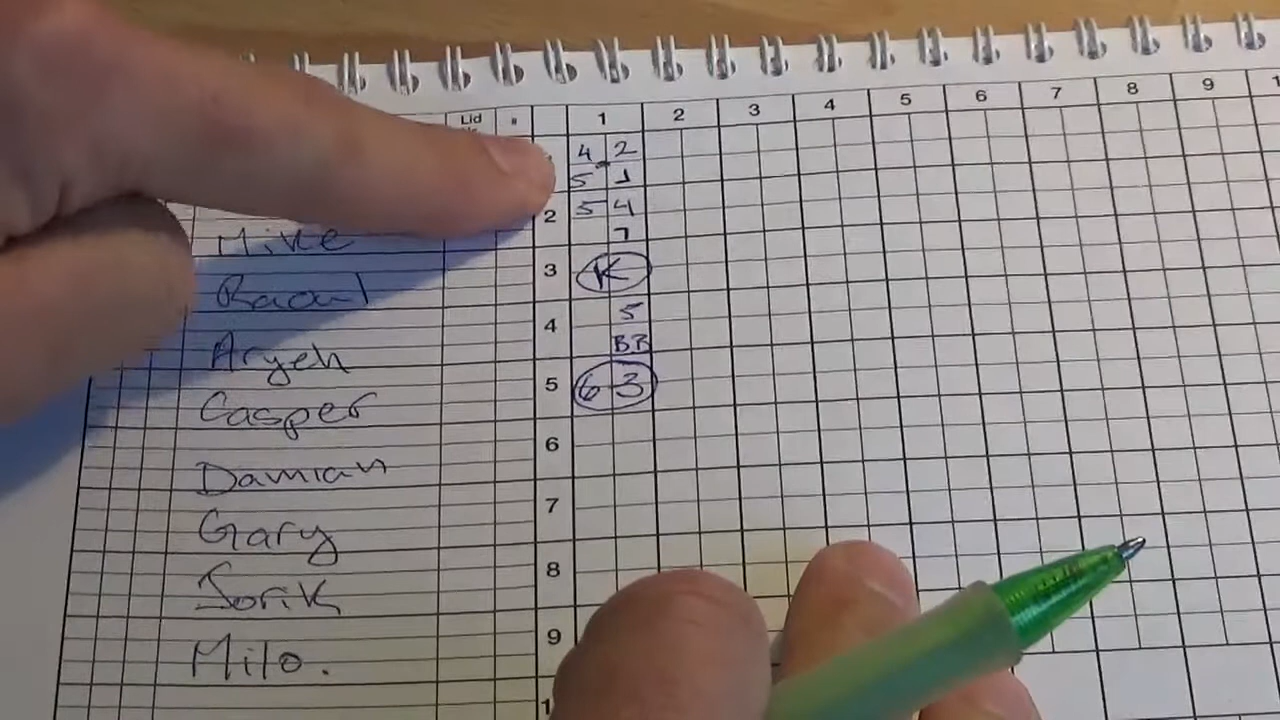 Lid 1 2 3 4 5 6 7 8 9
4 2
5 1
Mike 2 5 4
7
Raoul 3 K
Aryeh 4 5
BB
Casper 5 6-3
6
Damian
7
Gary
8
Jorik
9
Milo.